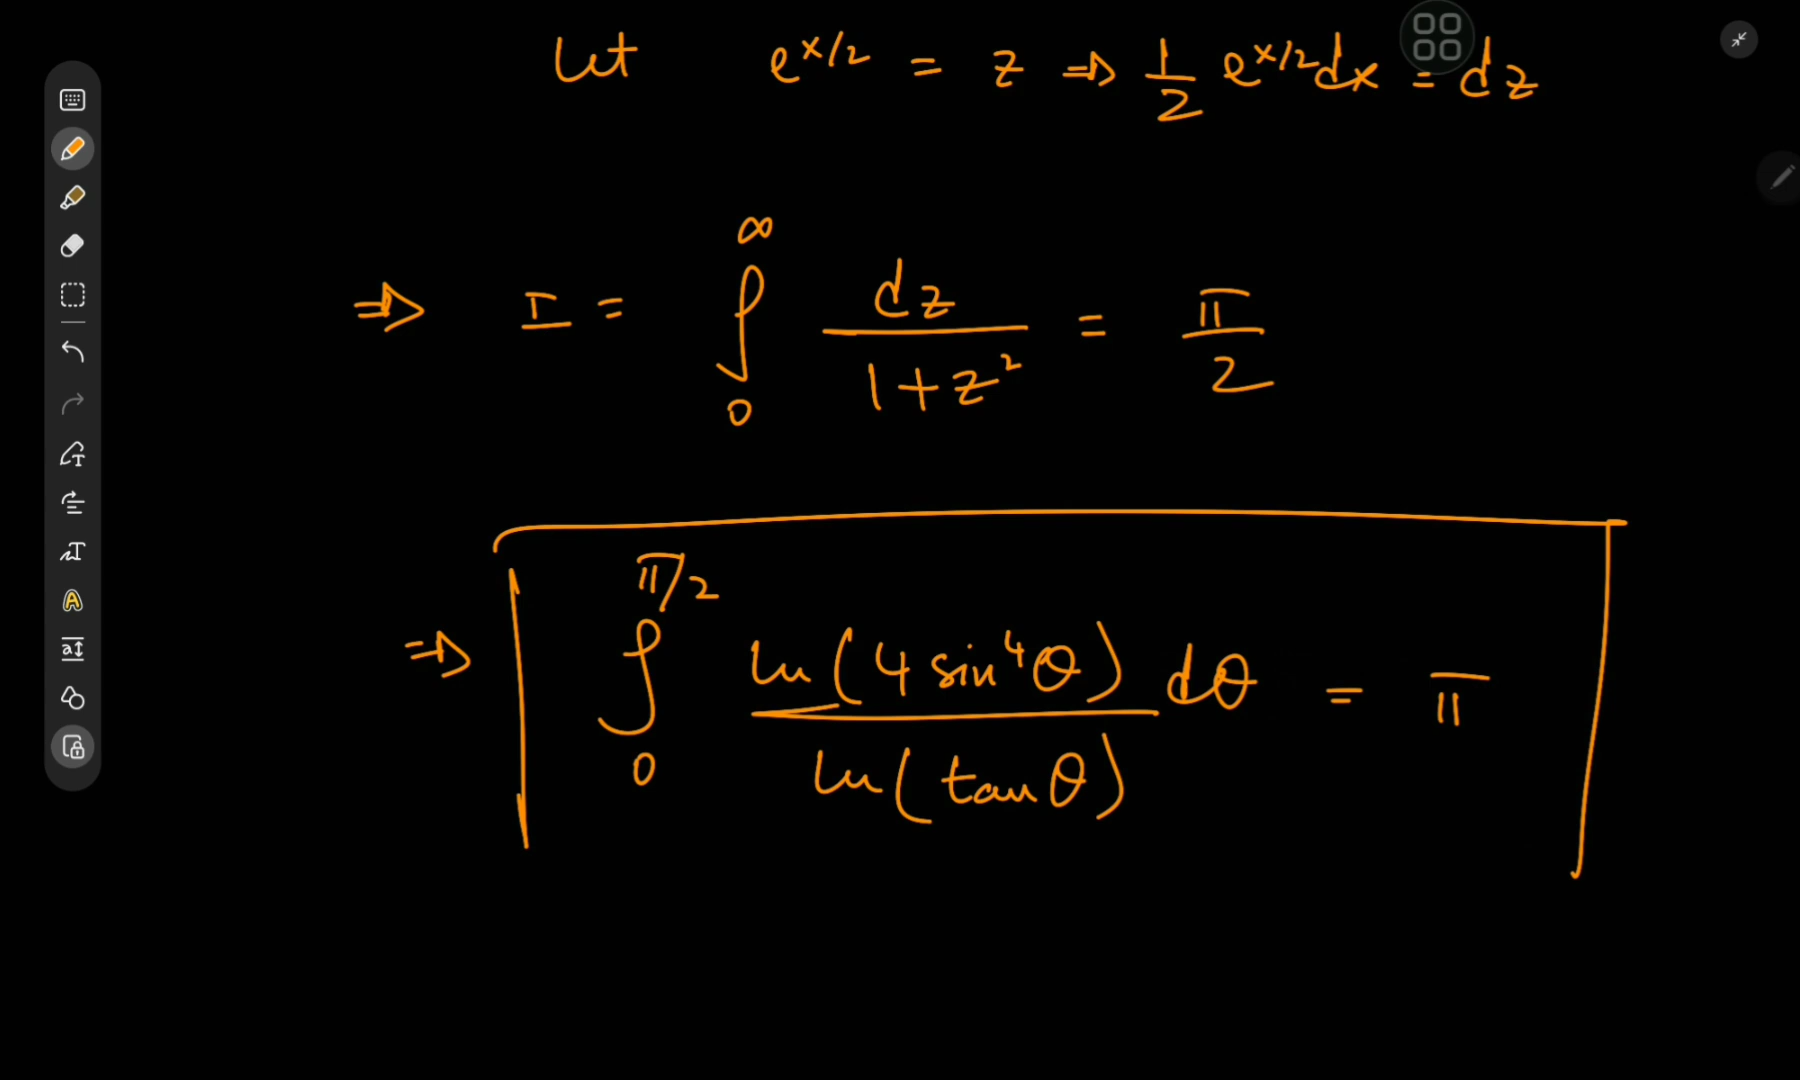 Let e^{x/2} = z ⇒ 1/2 e^{x/2} dx = dz
⇒ I = ∫_0^∞ dz/(1+z²) = π/2
⇒ ∫_0^{π/2} ln(4 sin⁴θ)/ln(tanθ) dθ = π